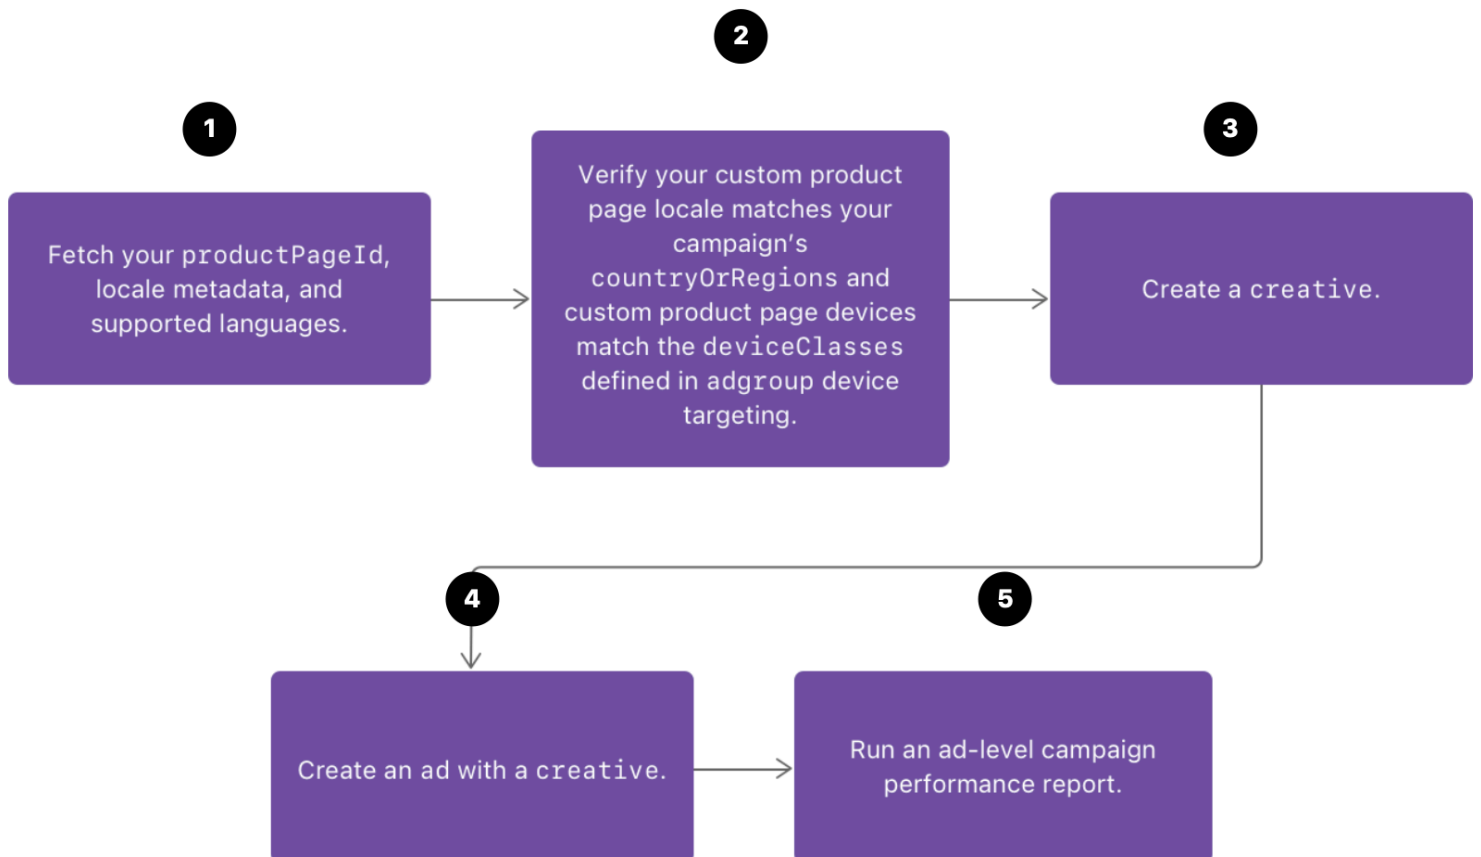 2
1
3
Verify your custom product
page locale matches your
campaign’s
countryOrRegions and
custom product page devices
match the deviceClasses
defined in adgroup device
targeting.
Fetch your productPageId,
locale metadata, and
supported languages.
Create a creative.
4
5
Create an ad with a creative.
Run an ad-level campaign
performance report.